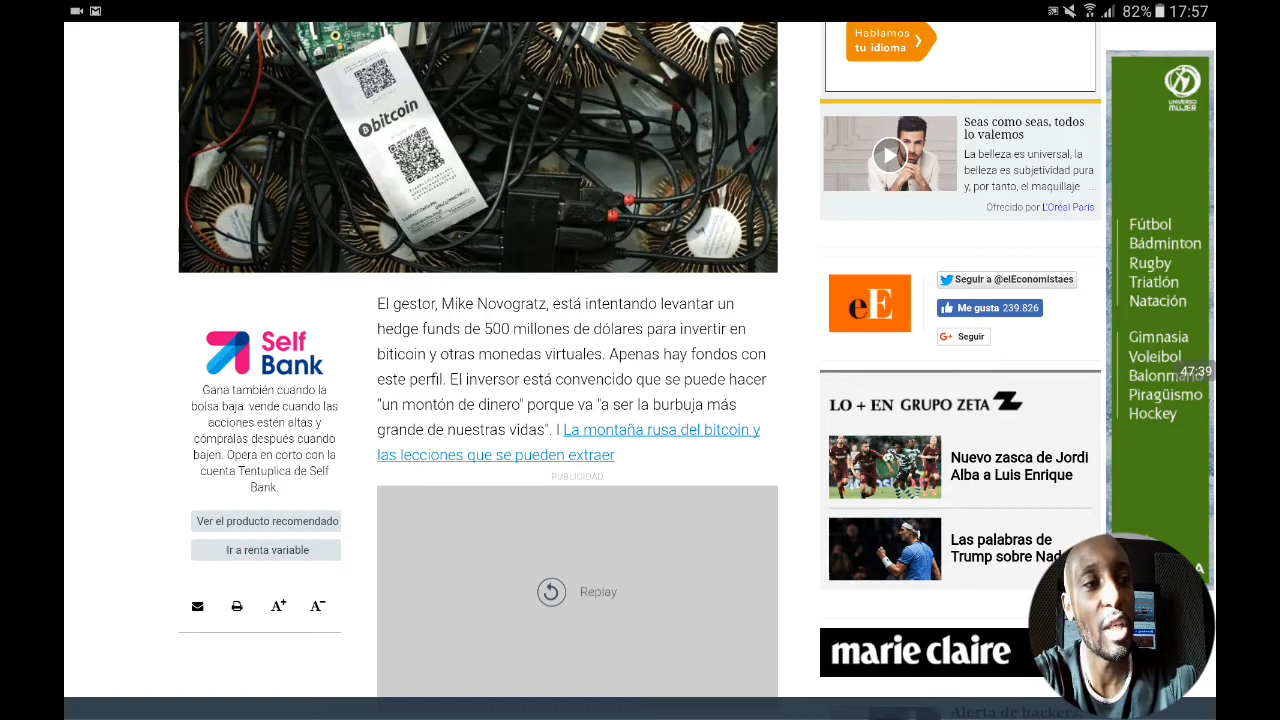 82% 17:57
bitcoin
Hablamos
tu idioma
Seas como seas, todos
lo valemos
La belleza es universal, la
belleza es subjetividad pura
y, por tanto, el maquillaje ...
Ofrecido por L'Oréal Paris
El gestor, Mike Novogratz, está intentando levantar un
hedge funds de 500 millones de dólares para invertir en
biticoin y otras monedas virtuales. Apenas hay fondos con
este perfil. El inversor está convencido que se puede hacer
"un montón de dinero" porque va "a ser la burbuja más
grande de nuestras vidas". I La montaña rusa del bitcoin y
las lecciones que se pueden extraer
PUBLICIDAD
Replay
Self
Bank
Gana también cuando la
bolsa baja: vende cuando las
acciones estén altas y
cómpralas después cuando
bajen. Opera en corto con la
cuenta Tentuplica de Self
Bank.
Ver el producto recomendado
Ir a renta variable
A+ A-
eE
Seguir a @elEconomistaes
Me gusta 239.826
G+ Seguir
LO + EN GRUPO ZETA Z
Nuevo zasca de Jordi
Alba a Luis Enrique
Las palabras de
Trump sobre
marie claire
Alerta de hackers:
UNIVERSO
MUJER
Fútbol
Bádminton
Rugby
Triatlón
Natación
Gimnasia
Voleibol
47:39
Piragüismo
Hockey